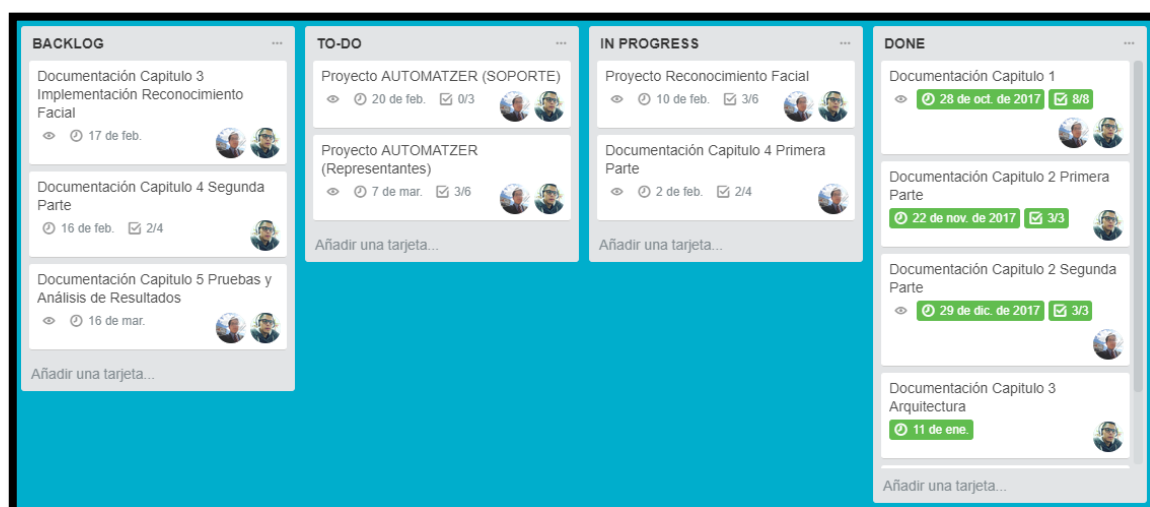 BACKLOG
Documentación Capitulo 3
Implementación Reconocimiento
Facial
17 de feb.
Documentación Capitulo 4 Segunda
Parte
16 de feb. 2/4
Documentación Capitulo 5 Pruebas y
Análisis de Resultados
16 de mar.
Añadir una tarjeta...
TO-DO
Proyecto AUTOMATZER (SOPORTE)
20 de feb. 0/3
Proyecto AUTOMATZER
(Representantes)
7 de mar. 3/6
Añadir una tarjeta...
IN PROGRESS
Proyecto Reconocimiento Facial
10 de feb. 3/6
Documentación Capitulo 4 Primera
Parte
2 de feb. 2/4
Añadir una tarjeta...
DONE
Documentación Capitulo 1
28 de oct. de 2017 8/8
Documentación Capitulo 2 Primera
Parte
22 de nov. de 2017 3/3
Documentación Capitulo 2 Segunda
Parte
29 de dic. de 2017 3/3
Documentación Capitulo 3
Arquitectura
11 de ene.
Añadir una tarjeta...